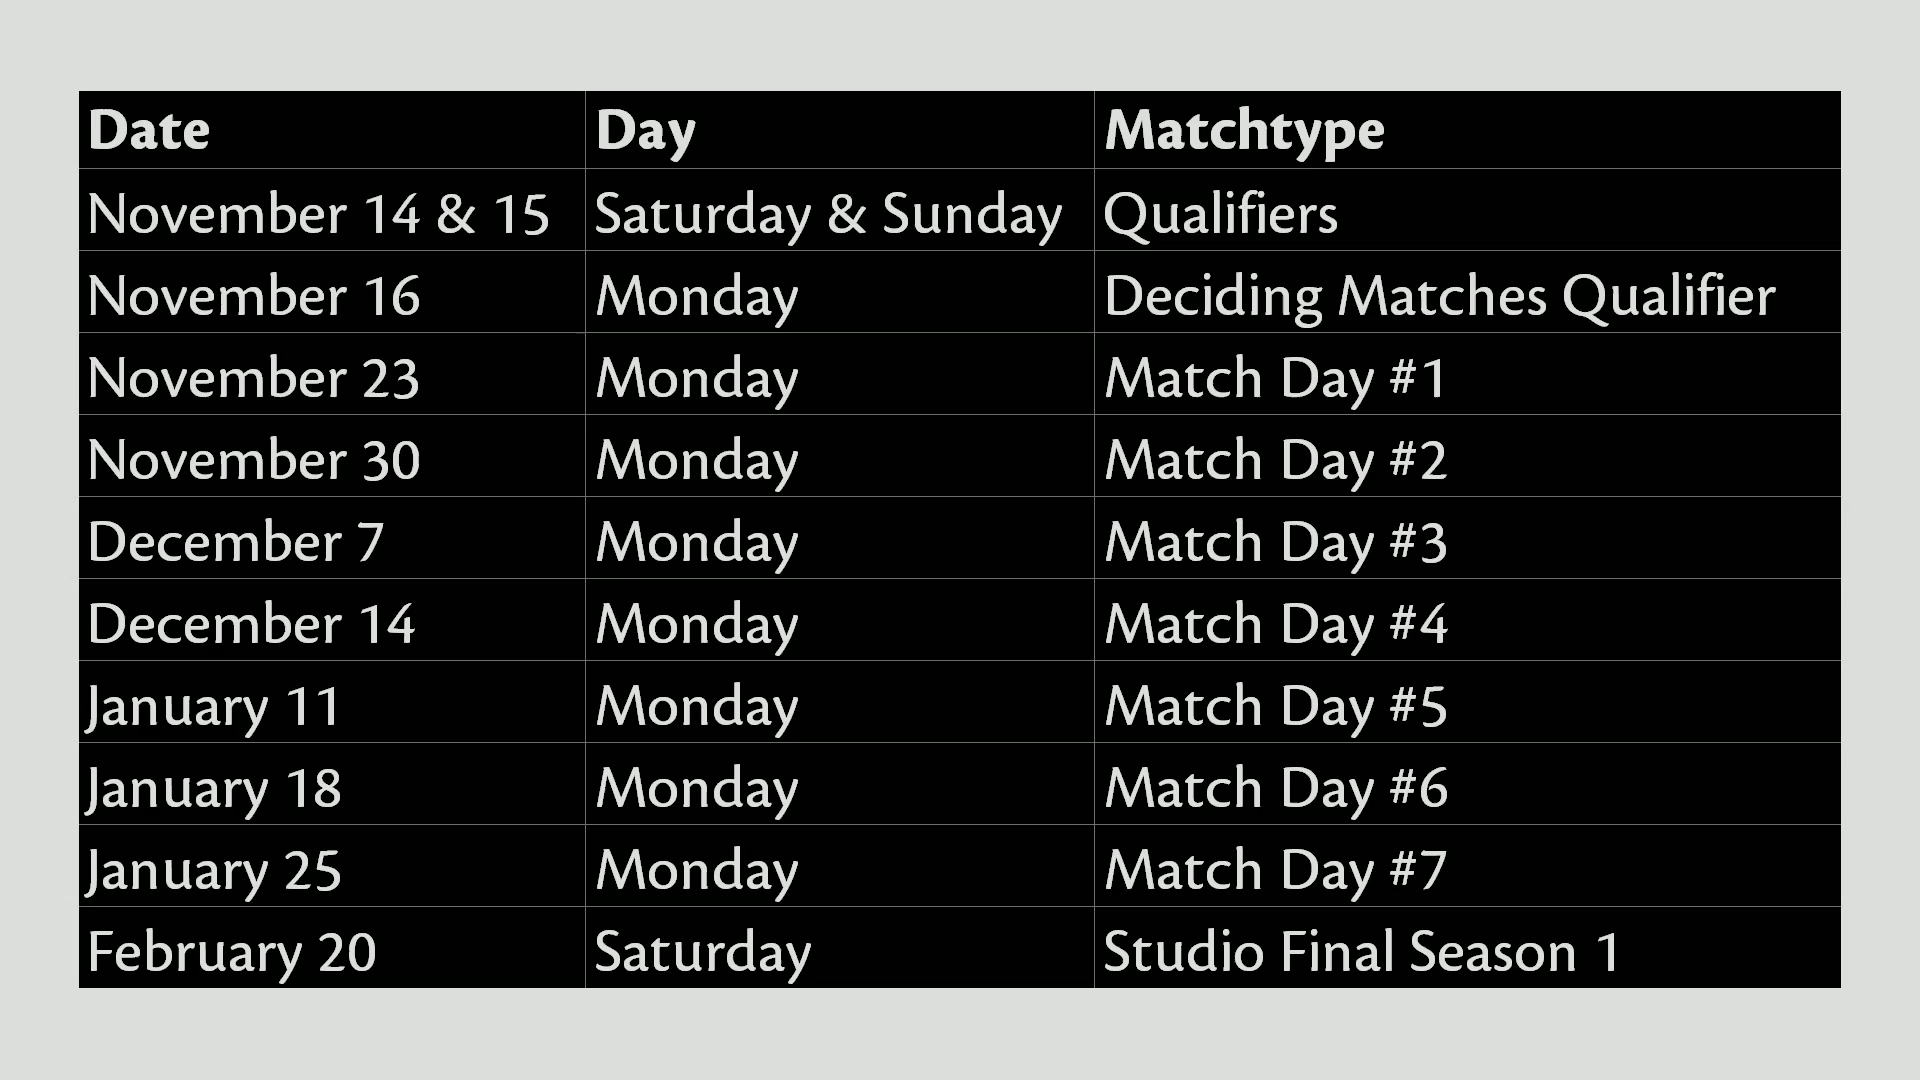 Date Day Matchtype
November 14 & 15 Saturday & Sunday Qualifiers
November 16 Monday Deciding Matches Qualifier
November 23 Monday Match Day #1
November 30 Monday Match Day #2
December 7 Monday Match Day #3
December 14 Monday Match Day #4
January 11 Monday Match Day #5
January 18 Monday Match Day #6
January 25 Monday Match Day #7
February 20 Saturday Studio Final Season 1